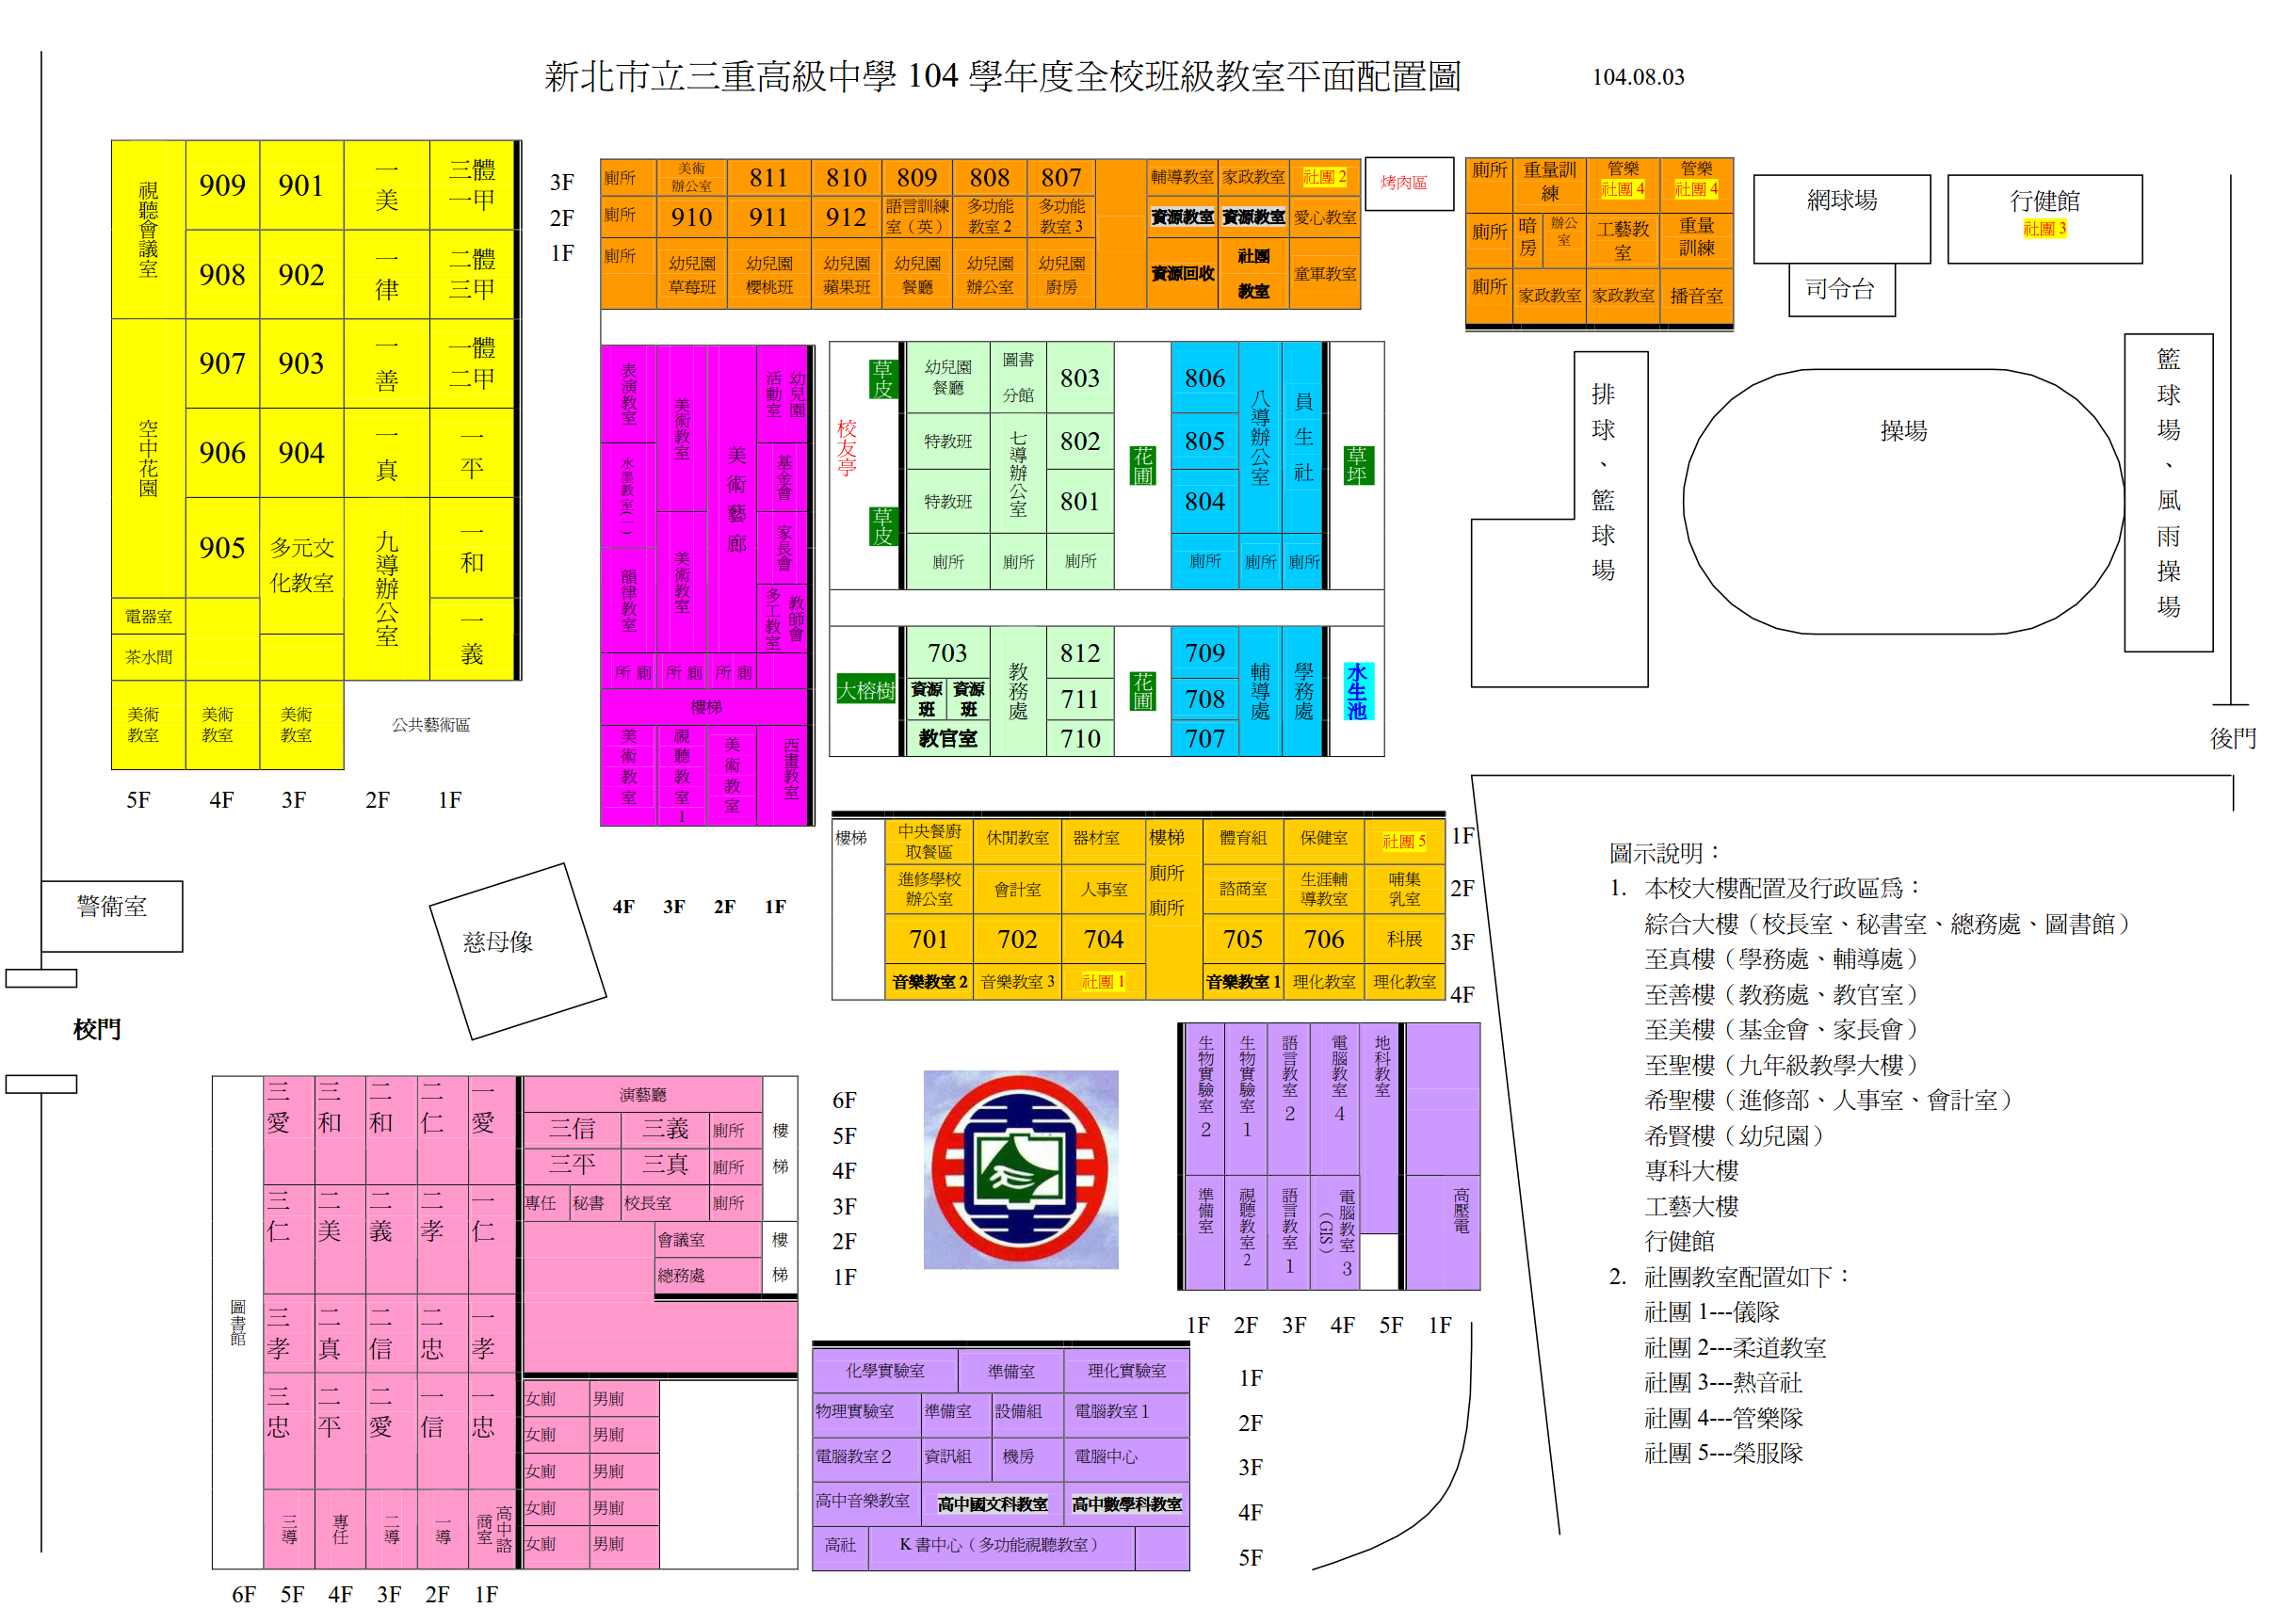 新北市立三重高級中學 104 學年度全校班級教室平面配置圖
104.08.03
視聽會議室
909
901
一美
三體一甲
908
902
一律
二體三甲
空中花園
907
903
一善
一體二甲
906
904
一真
一平
905
多元文化教室
九導辦公室
一和
電器室
一義
茶水間
美術教室
美術教室
美術教室
公共藝術區
5F
4F
3F
2F
1F
3F
2F
1F
廁所
美術辦公室
811
810
809
808
807
輔導教室
家政教室
社團 2
廁所
910
911
912
語言訓練室（英）
多功能教室 2
多功能教室 3
資源教室
資源教室
愛心教室
廁所
幼兒園草莓班
幼兒園櫻桃班
幼兒園蘋果班
幼兒園餐廳
幼兒園辦公室
幼兒園廚房
資源回收
社團教室
童軍教室
烤肉區
廁所
重量訓練
管樂
社團 4
管樂
社團 4
廁所
暗房
辦公室
工藝教室
重量訓練
廁所
家政教室
家政教室
播音室
網球場
司令台
行健館
社團 3
排球、籃球場
操場
籃球場、風雨操場
後門
表演教室
美術教室
美術藝廊
幼兒園活動室
水墨教室(一)
基金會
韻律教室
美術教室
家長會
教師會
多工教室
所 廁
所 廁
所 廁
樓梯
美術教室
視聽教室 1
美術教室
西畫教室
4F
3F
2F
1F
草皮
校友亭
草皮
幼兒園餐廳
圖書分館
803
花圃
806
八導辦公室
員生社
草坪
特教班
七導辦公室
802
805
特教班
801
804
廁所
廁所
廁所
廁所
廁所
廁所
大榕樹
703
教務處
812
花圃
709
輔導處
學務處
水生池
資源班
資源班
711
708
教官室
710
707
樓梯
中央餐廚取餐區
休閒教室
器材室
樓梯
體育組
保健室
社團 5
1F
進修學校辦公室
會計室
人事室
廁所
廁所
諮商室
生涯輔導教室
哺集乳室
2F
701
702
704
705
706
科展
3F
音樂教室 2
音樂教室 3
社團 1
音樂教室 1
理化教室
理化教室
4F
警衛室
校門
慈母像
圖書館
三愛
三和
二和
二仁
一愛
三仁
二美
二義
二孝
一仁
三孝
二真
二信
二忠
一孝
三忠
二平
二愛
一信
一忠
三導
專任
二導
一導
高中諮商室
演藝廳
三信
三義
廁所
樓梯
三平
三真
廁所
專任
秘書
校長室
廁所
會議室
樓梯
總務處
女廁
男廁
女廁
男廁
女廁
男廁
女廁
男廁
女廁
男廁
6F
5F
4F
3F
2F
1F
6F
5F
4F
3F
2F
1F
生物實驗室 2
生物實驗室 1
語言教室 2
電腦教室 4
地科教室
準備室
視聽教室 2
語言教室 1
電腦教室 3（GIS）
高壓電
1F
2F
3F
4F
5F
1F
化學實驗室
準備室
理化實驗室
1F
物理實驗室
準備室
設備組
電腦教室 1
2F
電腦教室 2
資訊組
機房
電腦中心
3F
高中音樂教室
高中國文科教室
高中數學科教室
4F
高社
K 書中心（多功能視聽教室）
5F
圖示說明：
1. 本校大樓配置及行政區為：
綜合大樓（校長室、秘書室、總務處、圖書館）
至真樓（學務處、輔導處）
至善樓（教務處、教官室）
至美樓（基金會、家長會）
至聖樓（九年級教學大樓）
希聖樓（進修部、人事室、會計室）
希賢樓（幼兒園）
專科大樓
工藝大樓
行健館
2. 社團教室配置如下：
社團 1---儀隊
社團 2---柔道教室
社團 3---熱音社
社團 4---管樂隊
社團 5---榮服隊